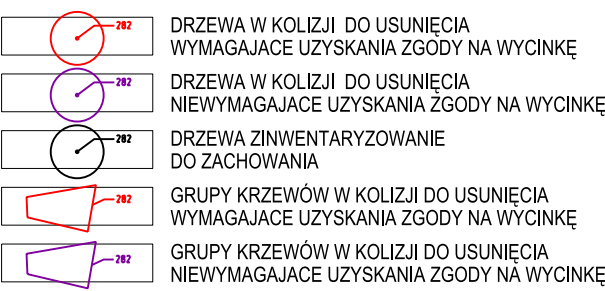 282 DRZEWA W KOLIZJI DO USUNIĘCIA
WYMAGAJACE UZYSKANIA ZGODY NA WYCINKĘ
282 DRZEWA W KOLIZJI DO USUNIĘCIA
NIEWYMAGAJACE UZYSKANIA ZGODY NA WYCINKĘ
282 DRZEWA ZINWENTARYZOWANIE
DO ZACHOWANIA
282 GRUPY KRZEWÓW W KOLIZJI DO USUNIĘCIA
WYMAGAJACE UZYSKANIA ZGODY NA WYCINKĘ
282 GRUPY KRZEWÓW W KOLIZJI DO USUNIĘCIA
NIEWYMAGAJACE UZYSKANIA ZGODY NA WYCINKĘ